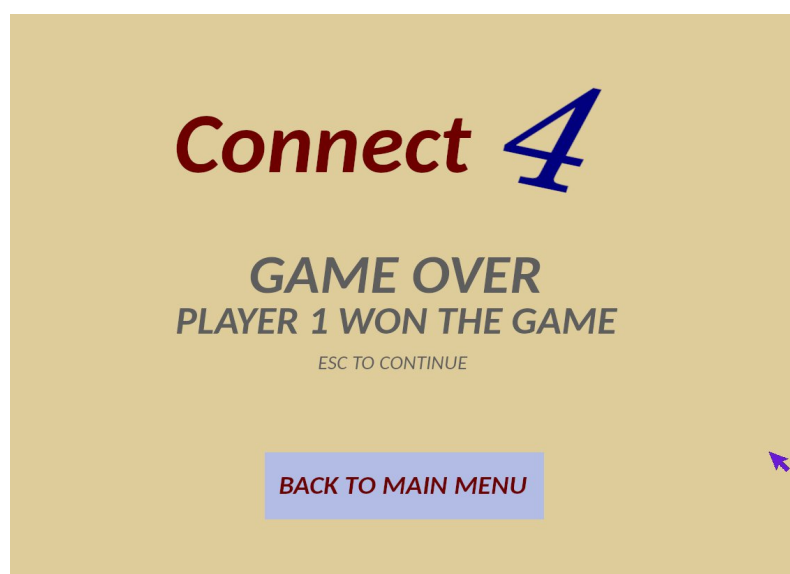 Connect 4
GAME OVER
PLAYER 1 WON THE GAME
ESC TO CONTINUE
BACK TO MAIN MENU